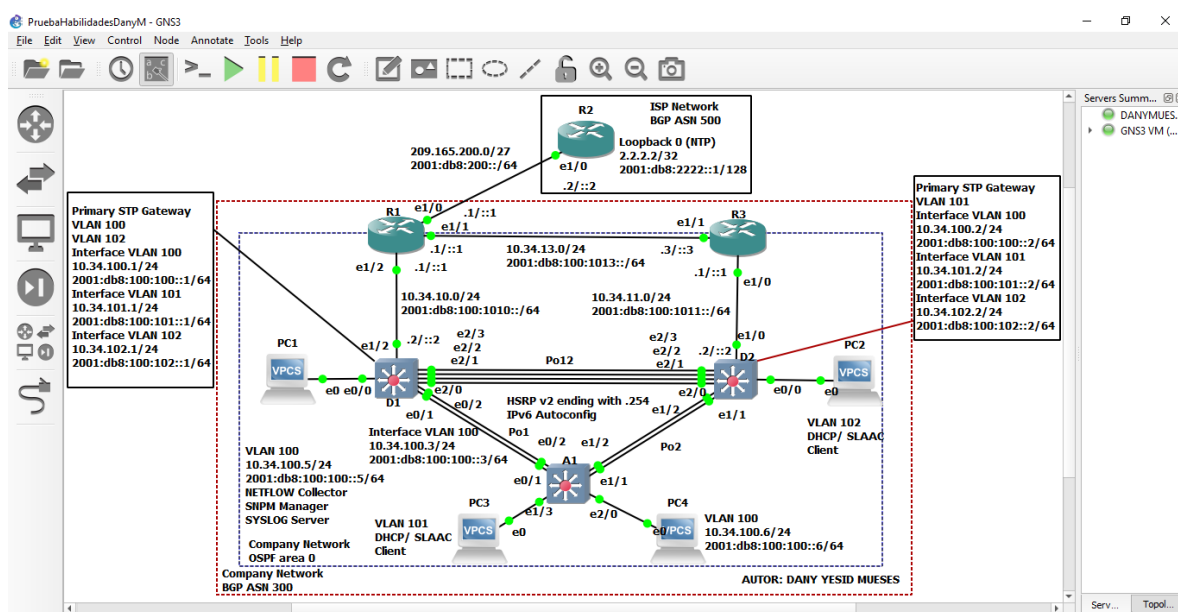 PruebaHabilidadesDanyM - GNS3
File Edit View Control Node Annotate Tools Help
Servers Summ...
DANYMUES.
GNS3 VM (...
ISP Network
BGP ASN 500
R2
Loopback 0 (NTP)
2.2.2.2/32
2001:db8:2222::1/128
e1/0
.2/::2
209.165.200.0/27
2001:db8:200::/64
Primary STP Gateway
VLAN 100
VLAN 102
Interface VLAN 100
10.34.100.1/24
2001:db8:100:100::1/64
Interface VLAN 101
10.34.101.1/24
2001:db8:100:101::1/64
Interface VLAN 102
10.34.102.1/24
2001:db8:100:102::1/64
Primary STP Gateway
VLAN 101
Interface VLAN 100
10.34.100.2/24
2001:db8:100:100::2/64
Interface VLAN 101
10.34.101.2/24
2001:db8:100:101::2/64
Interface VLAN 102
10.34.102.2/24
2001:db8:100:102::2/64
R1
e1/0
.1/::1
e1/1
.1/::1
e1/2
.1/::1
10.34.13.0/24
2001:db8:100:1013::/64
e1/1
R3
.3/::3
.1/::1
e1/0
10.34.10.0/24
2001:db8:100:1010::/64
10.34.11.0/24
2001:db8:100:1011::/64
e1/2
.2/::2
e2/3
e2/2
e2/1
e2/0
Po12
e2/3
e2/2
e2/1
e2/0
e1/0
.2/::2
D2
PC1
VPCS
e0
e0/0
D1
PC2
VPCS
e0/0
e0
VLAN 102
DHCP/ SLAAC
Client
HSRP v2 ending with .254
IPv6 Autoconfig
e0/2
e0/1
e1/2
e1/1
Interface VLAN 100
10.34.100.3/24
2001:db8:100:100::3/64
Po1
Po2
e0/2
e1/2
A1
e0/1
e1/1
e1/3
e2/0
VLAN 100
10.34.100.5/24
2001:db8:100:100::5/64
NETFLOW Collector
SNPM Manager
SYSLOG Server
Company Network
OSPF area 0
VLAN 101
DHCP/ SLAAC
Client
PC3
VPCS
e0
PC4
e0
VPCS
VLAN 100
10.34.100.6/24
2001:db8:100:100::6/64
Company Network
BGP ASN 300
AUTOR: DANY YESID MUESES
Serv...
Topol...